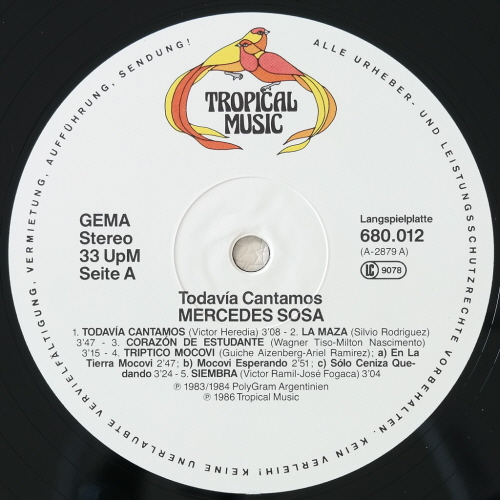 ALLE URHEBER- UND LEISTUNGSSCHUTZRECHTE VORBEHALTEN. KEIN VERLEIH! KEINE UNERLAUBTE VERVIELFÄLTIGUNG, VERMIETUNG, AUFFÜHRUNG, SENDUNG!
TROPICAL
MUSIC
GEMA
Stereo
33 UpM
Seite A
Langspielplatte
680.012
(A-2879 A)
LC 9078
Todavía Cantamos
MERCEDES SOSA
1. TODAVÍA CANTAMOS (Victor Heredia) 3'08 - 2. LA MAZA (Silvio Rodriguez)
3'47 - 3. CORAZÓN DE ESTUDANTE (Wagner Tiso-Milton Nascimento)
3'15 - 4. TRIPTICO MOCOVI (Guiche Aizenberg-Ariel Ramirez); a) En La
Tierra Mocovi 2'47; b) Mocovi Esperando 2'51; c) Sólo Ceniza Que-
dando 3'24 - 5. SIEMBRA (Victor Ramil-José Fogaca) 3'04
℗ 1983/1984 PolyGram Argentinien
℗ 1986 Tropical Music